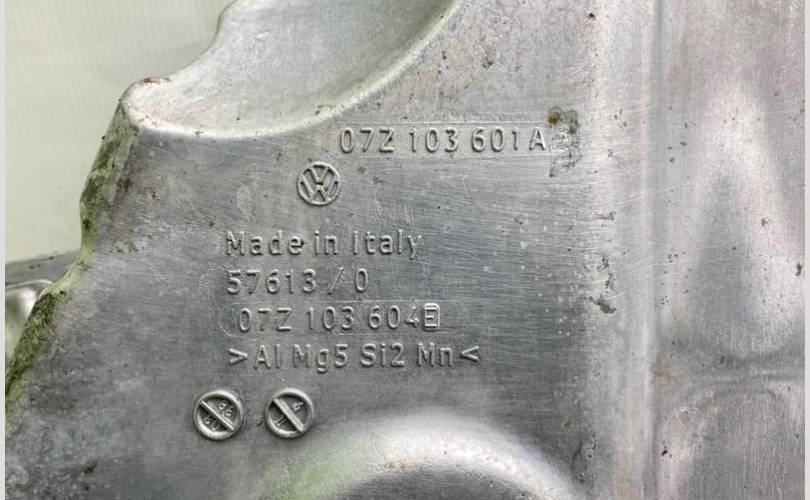 07Z 103 601 A
Made in Italy
57613 / 0
07Z 103 604 E
>Al Mg5 Si2 Mn<